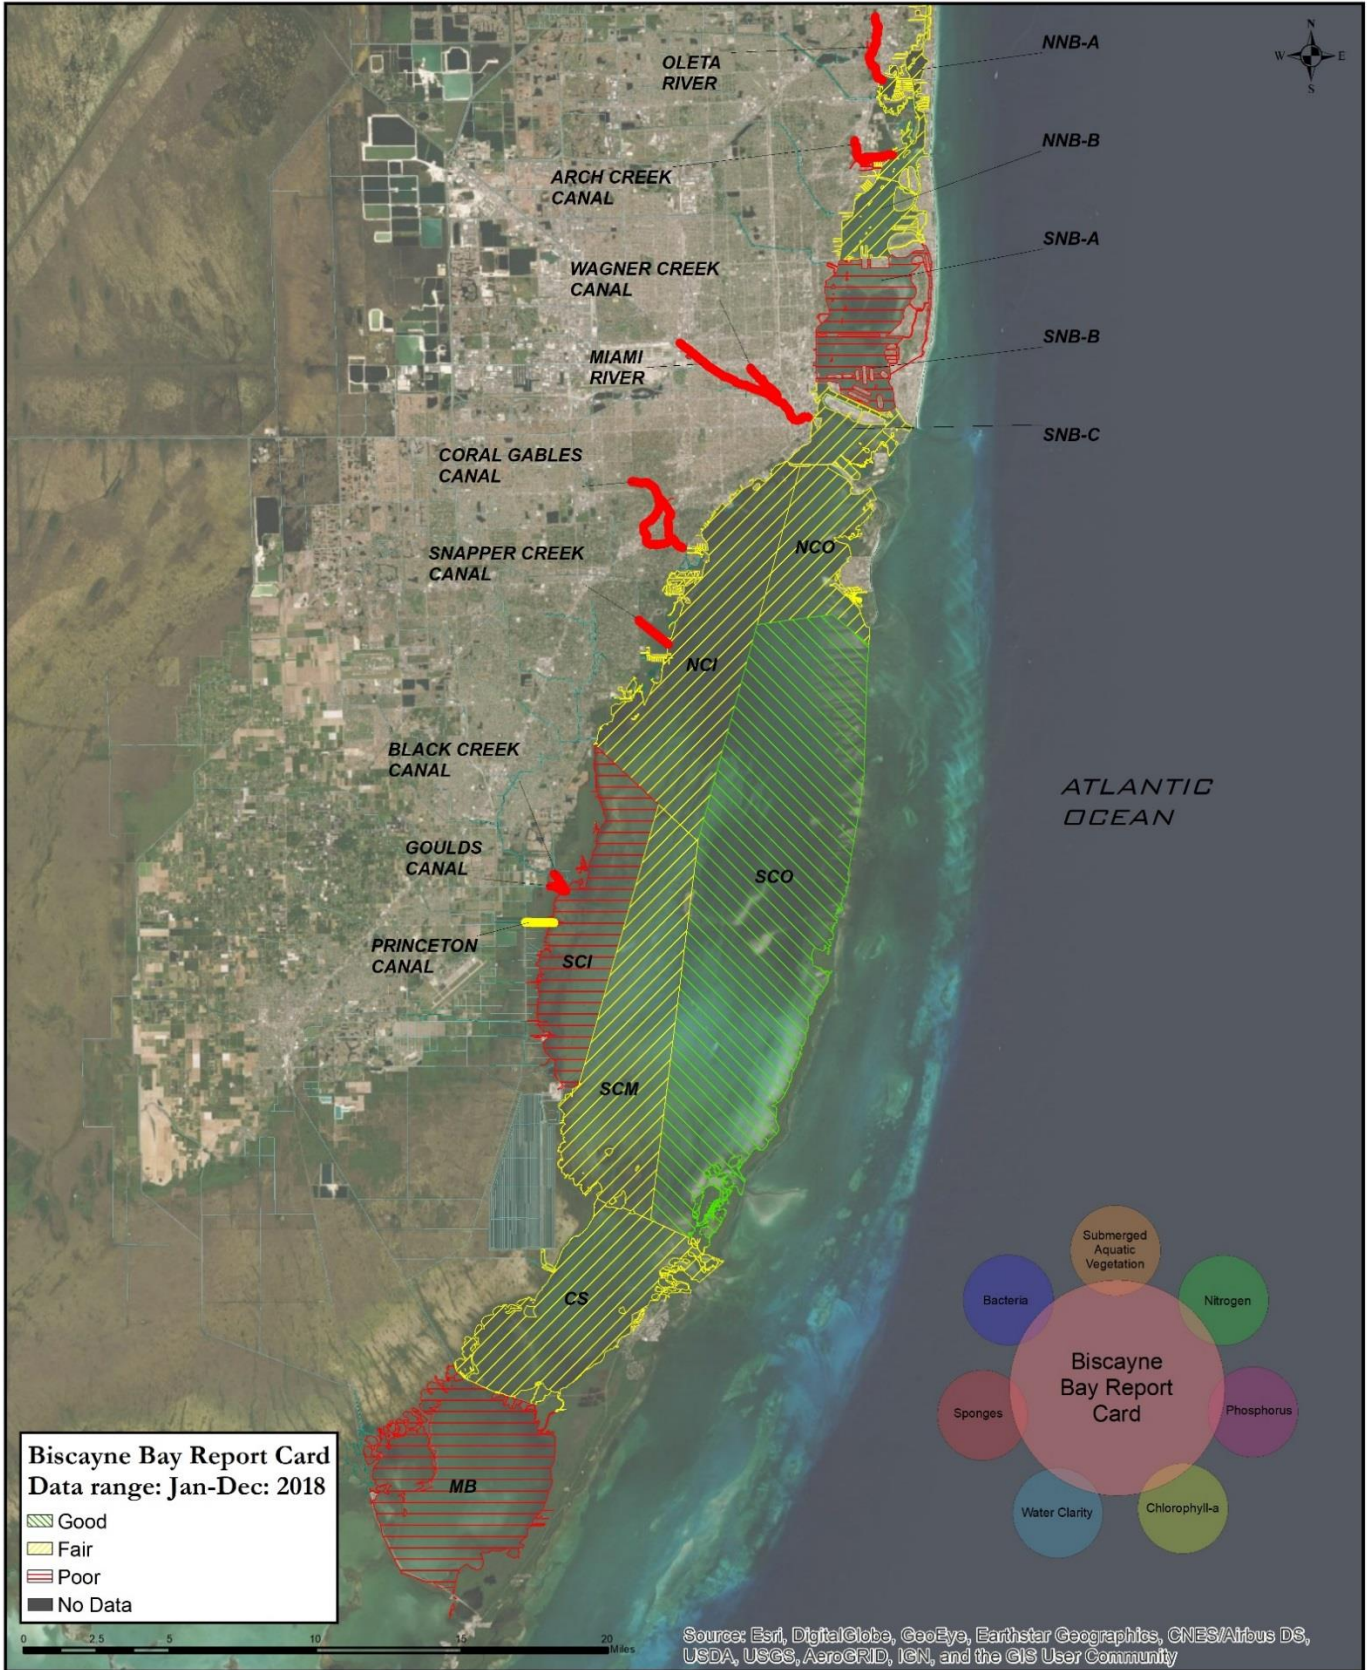 N
W E
S
OLETA
RIVER
NNB-A
NNB-B
ARCH CREEK
CANAL
SNB-A
WAGNER CREEK
CANAL
SNB-B
MIAMI
RIVER
SNB-C
CORAL GABLES
CANAL
NCO
SNAPPER CREEK
CANAL
NCI
BLACK CREEK
CANAL
ATLANTIC
OCEAN
GOULDS
CANAL
SCO
PRINCETON
CANAL
SCI
SCM
CS
MB
Submerged
Aquatic
Vegetation
Bacteria
Nitrogen
Biscayne
Bay Report
Card
Sponges
Phosphorus
Water Clarity
Chlorophyll-a
Biscayne Bay Report Card
Data range: Jan-Dec: 2018
Good
Fair
Poor
No Data
0 2.5 5 10 15 20
Miles
Source: Esri, DigitalGlobe, GeoEye, Earthstar Geographics, CNES/Airbus DS,
USDA, USGS, AeroGRID, IGN, and the GIS User Community